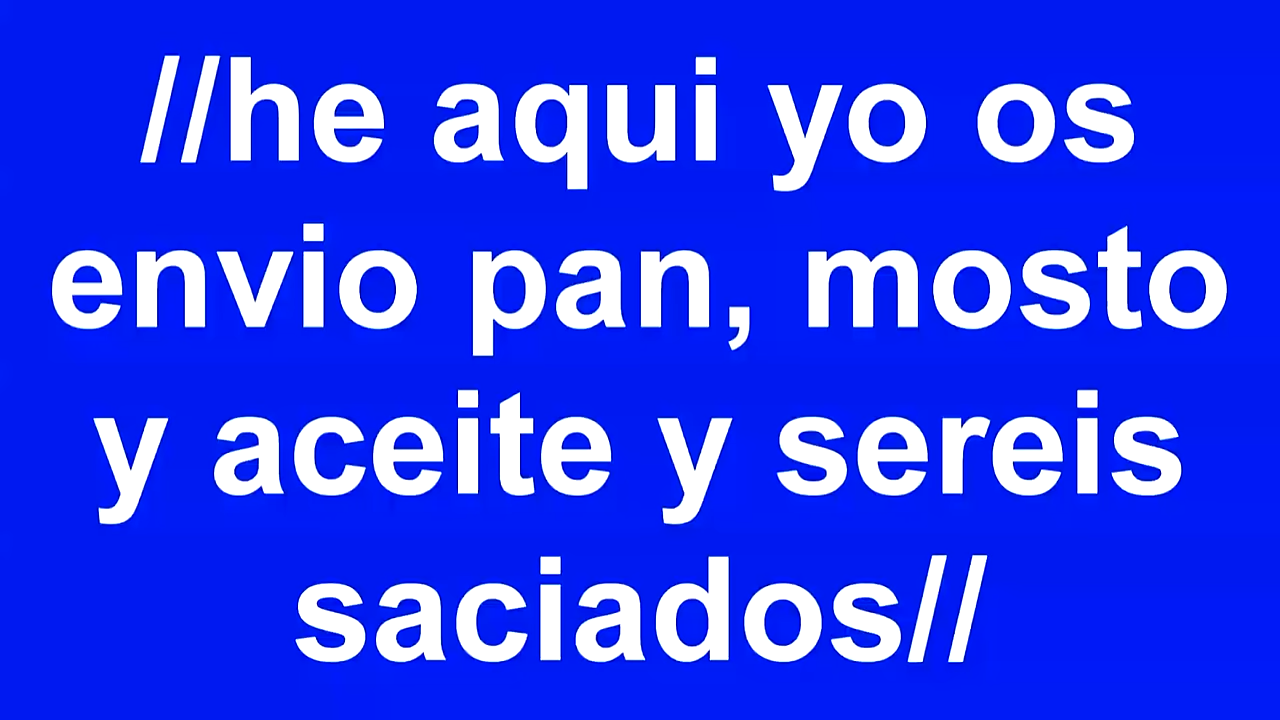 //he aqui yo os
envio pan, mosto
y aceite y sereis
saciados//